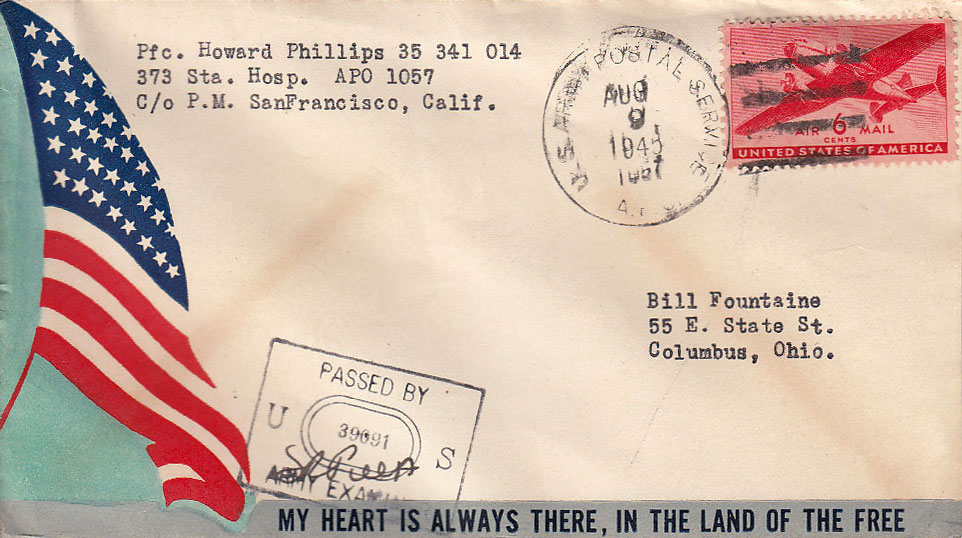 Pfc. Howard Phillips 35 341 014
373 Sta. Hosp. APO 1057
C/o P.M. SanFrancisco, Calif.
POSTAL SERVICE
AUG
9
1945
AIR 6 MAIL
CENTS
UNITED STATES OF AMERICA
Bill Fountaine
55 E. State St.
Columbus, Ohio.
PASSED BY
U 39091 S
ARMY
MY HEART IS ALWAYS THERE, IN THE LAND OF THE FREE